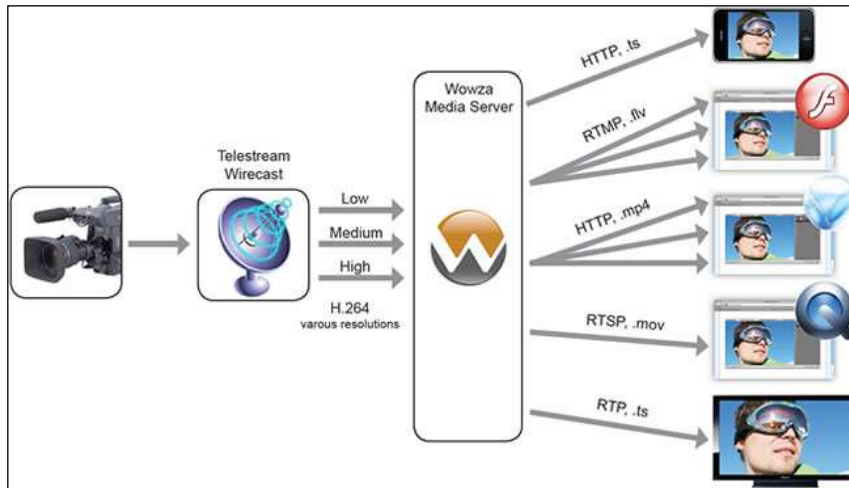 Telestream
Wirecast
Low
Medium
High
H.264
varous resolutions
Wowza
Media Server
HTTP, .ts
RTMP, .flv
HTTP, .mp4
RTSP, .mov
RTP, .ts